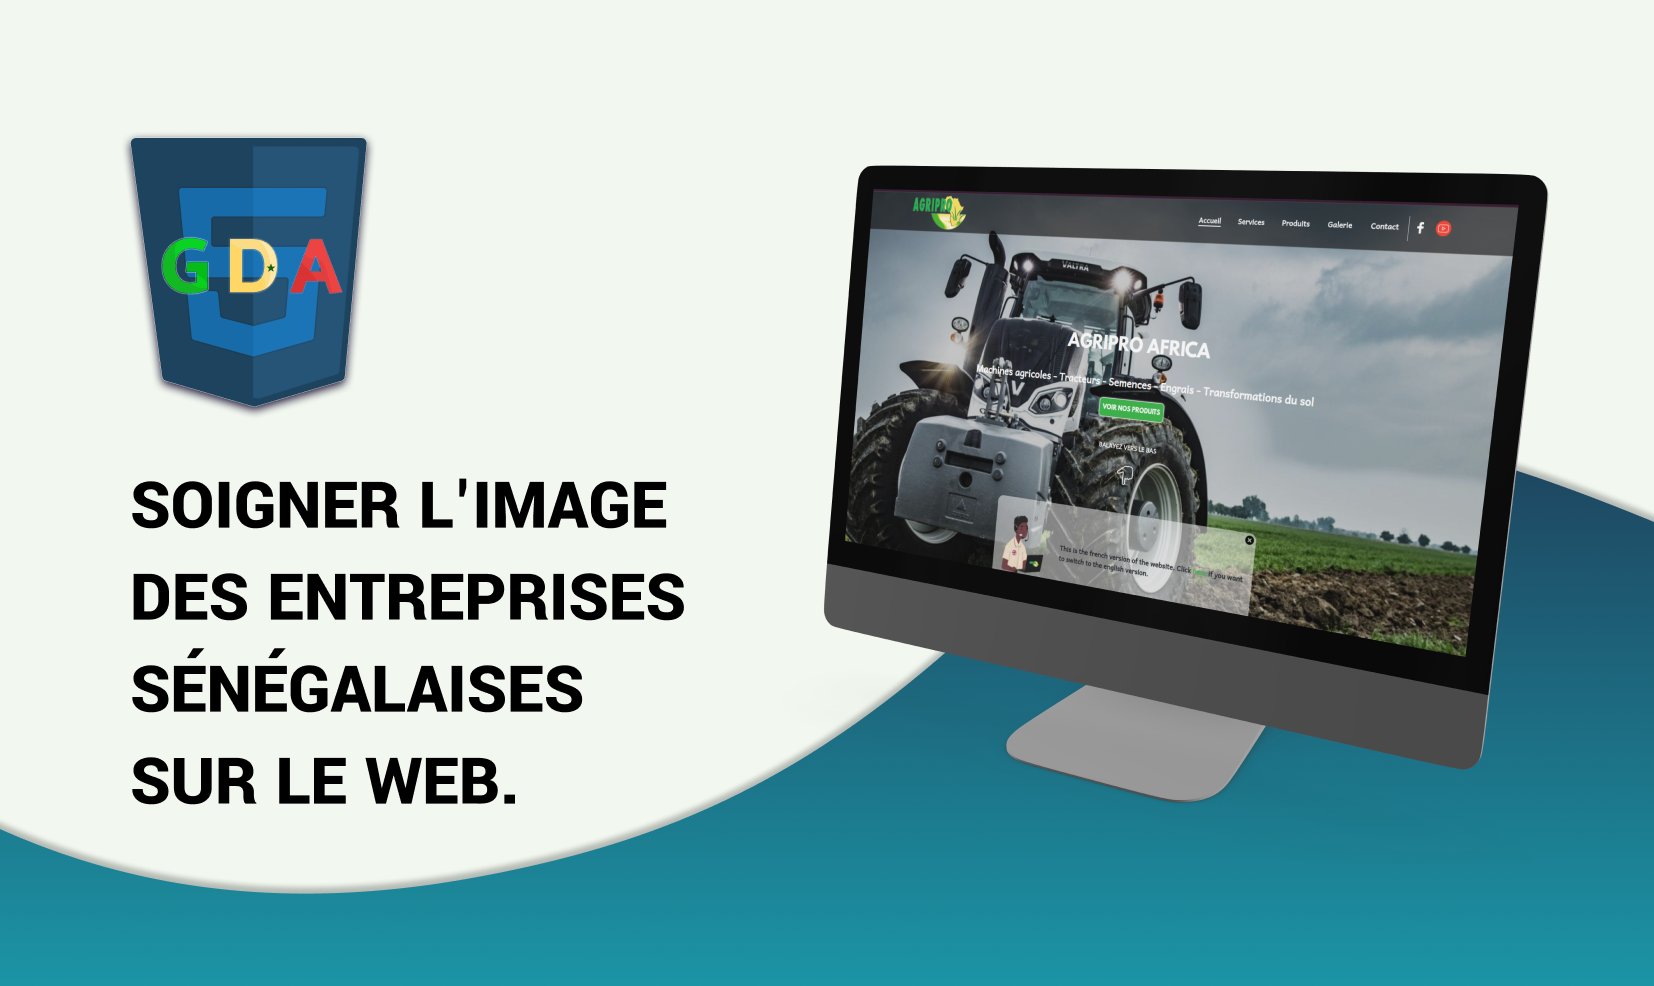 GDA
SOIGNER L'IMAGE
DES ENTREPRISES
SÉNÉGALAISES
SUR LE WEB.
AGRIPRO
Accueil Services Produits Galerie Contact
VALTRA
AGRIPRO AFRICA
Machines agricoles - Tracteurs - Semences - Engrais - Transformations du sol
VOIR NOS PRODUITS
BALAYEZ VERS LE BAS
This is the french version of the website. Click if you want
to switch to the english version.